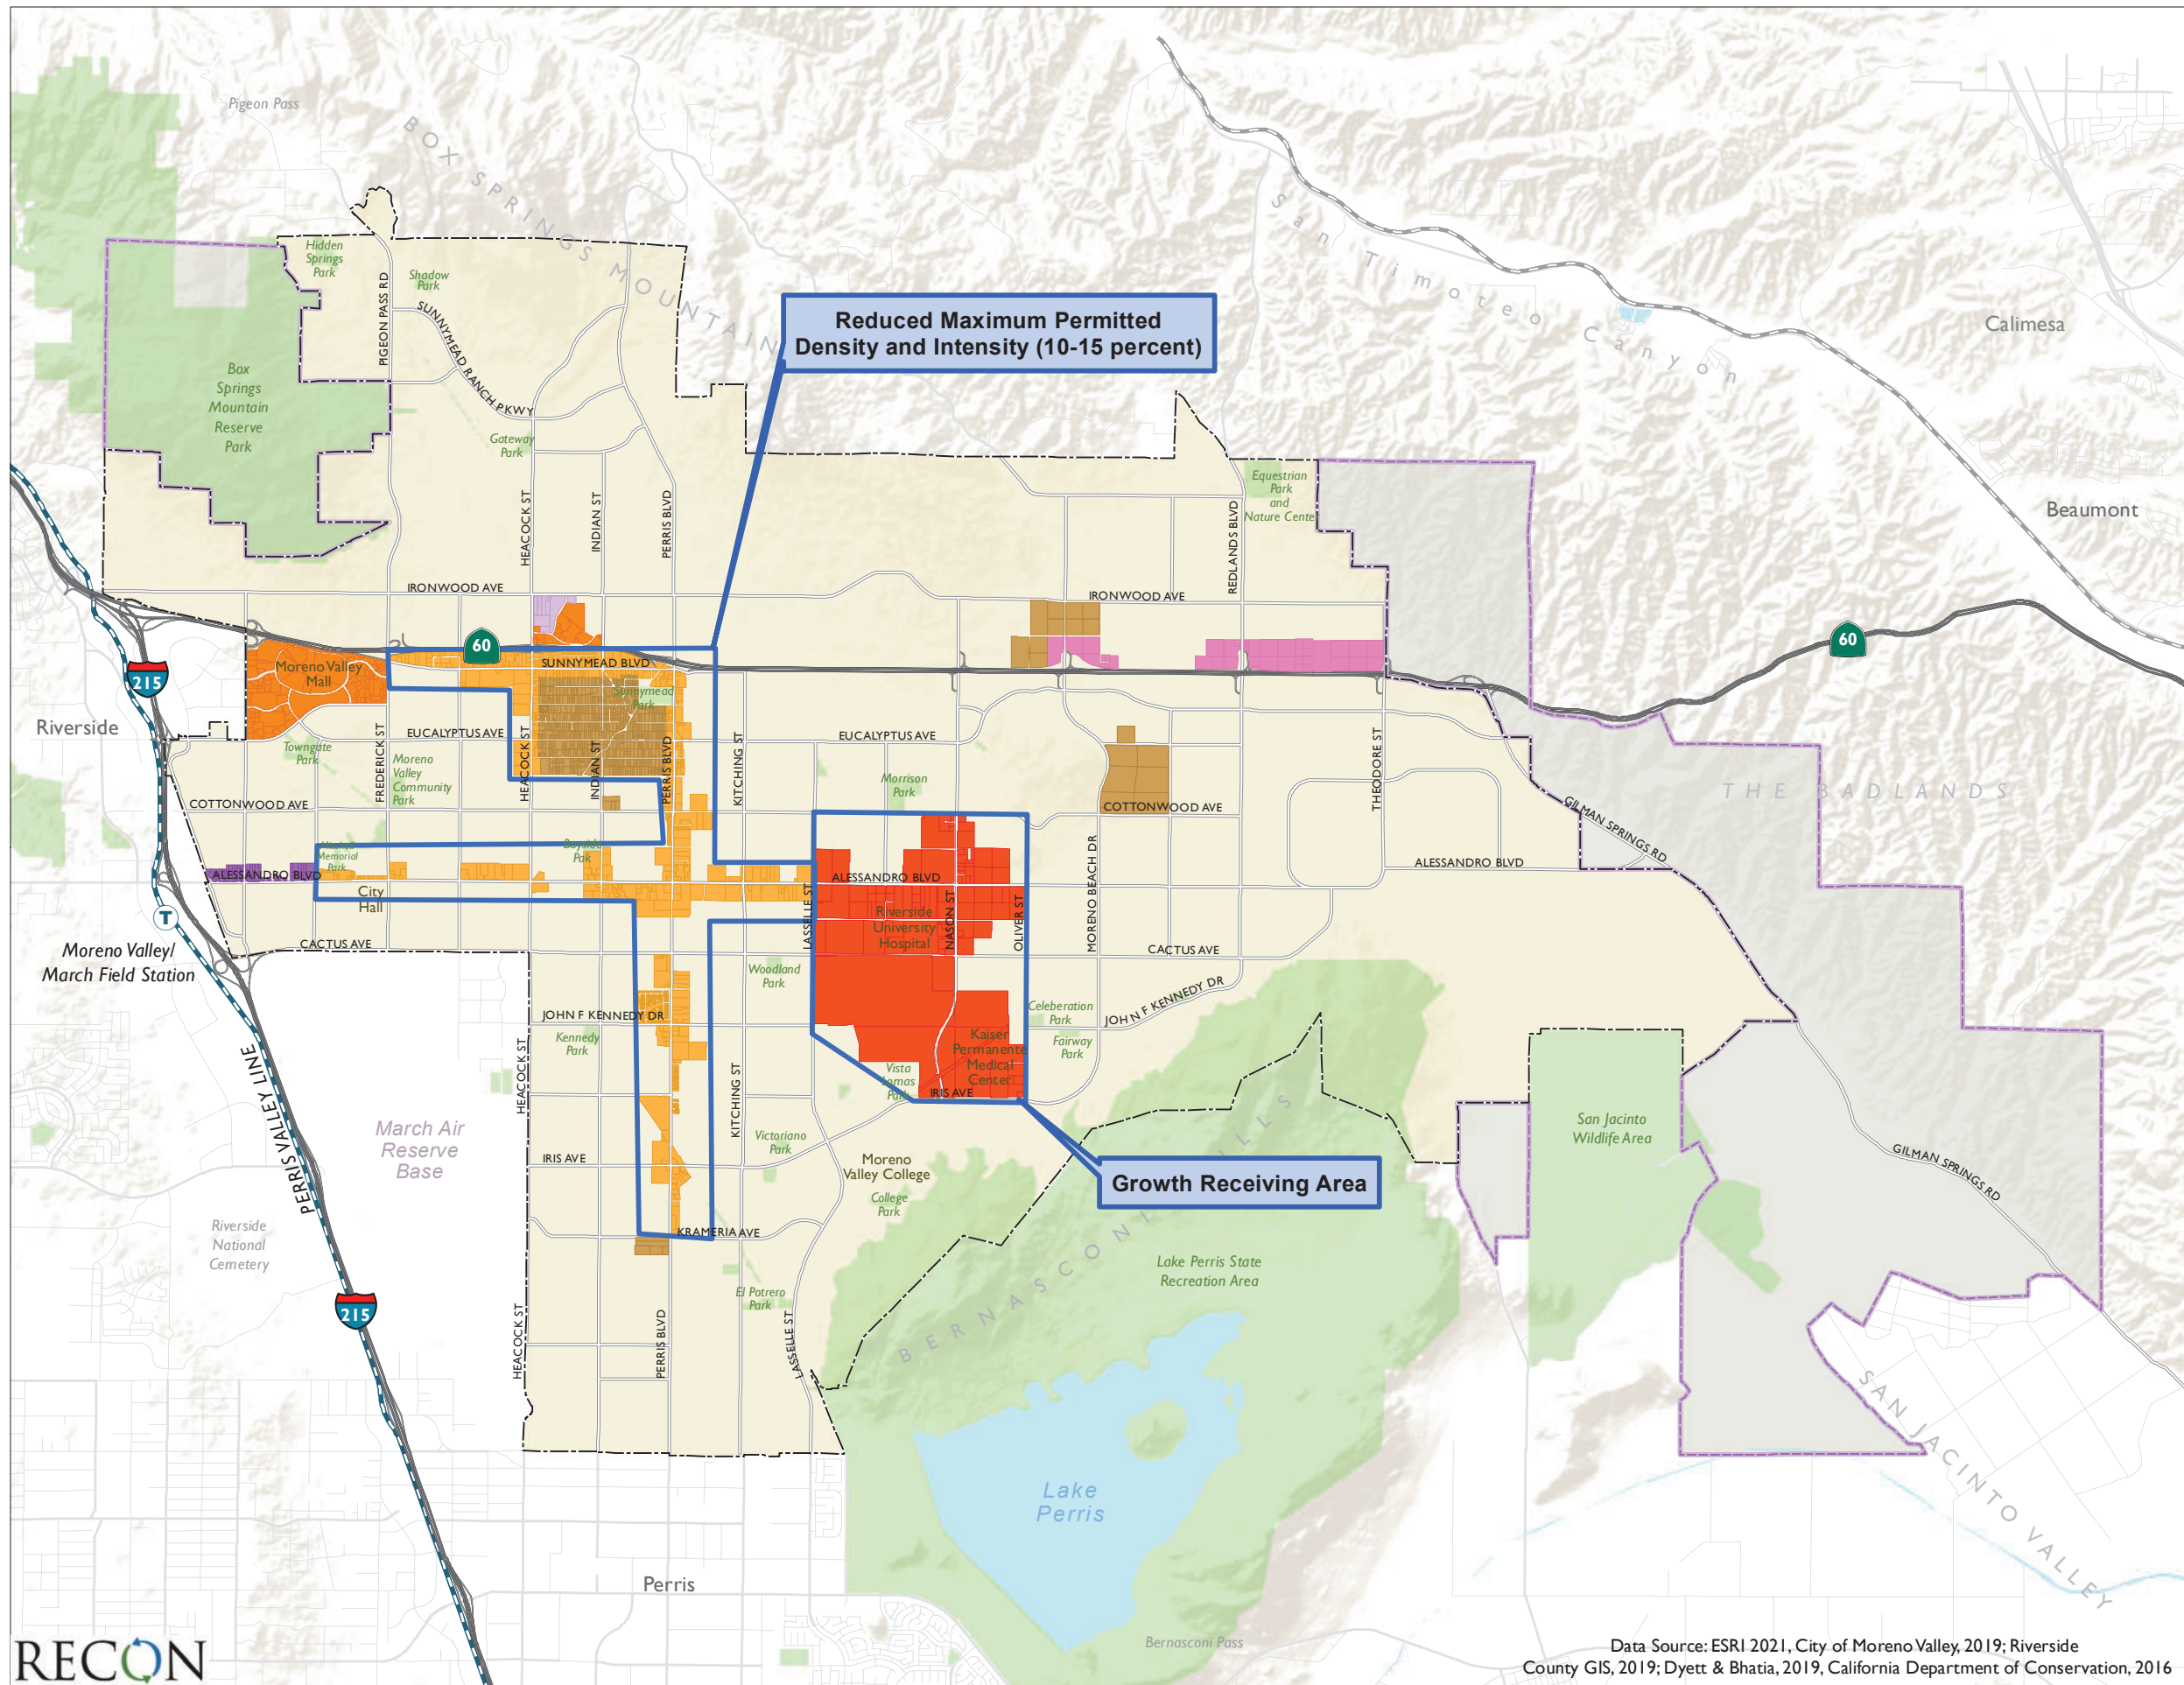 Pigeon Pass
BOX SPRINGS MOUNTAIN
San Timoteo Canyon
Calimesa
Beaumont
Hidden
Springs
Park
Shadow
Park
PIGEON PASS RD
SUNNYMEAD RANCH PKWY
Reduced Maximum Permitted
Density and Intensity (10-15 percent)
Box
Springs
Mountain
Reserve
Park
Gateway
Park
Equestrian
Park
and
Nature Cente
HEACOCK ST
INDIAN ST
PERRIS BLVD
REDLANDS BLVD
IRONWOOD AVE
IRONWOOD AVE
60
60
215
SUNNYMEAD BLVD
Moreno Valley
Mall
Sunnymead
Park
Riverside
Towngate
Park
FREDERICK ST
EUCALYPTUS AVE
HEACOCK ST
INDIAN ST
PERRIS BLVD
KITCHING ST
EUCALYPTUS AVE
THEODORE ST
Moreno
Valley
Community
Park
Morrison
Park
THE BADLANDS
COTTONWOOD AVE
COTTONWOOD AVE
GILMAN SPRINGS RD
Memorial
Park
Bayside
Pak
ALESSANDRO BLVD
ALESSANDRO BLVD
ALESSANDRO BLVD
City
Hall
LASSELLE ST
Riverside
University
Hospital
NASON ST
OLIVER ST
MORENO BEACH DR
T
CACTUS AVE
CACTUS AVE
Moreno Valley/
March Field Station
Woodland
Park
JOHN F KENNEDY DR
JOHN F KENNEDY DR
Celeberation
Park
Fairway
Park
Kennedy
Park
Kaiser
Permanente
Medical
Center
Vista
Lomas
Park
IRIS AVE
HEACOCK ST
KITCHING ST
PERRIS VALLEY LINE
March Air
Reserve
Base
Victoriano
Park
IRIS AVE
Moreno
Valley College
College
Park
Growth Receiving Area
San Jacinto
Wildlife Area
GILMAN SPRINGS RD
Riverside
National
Cemetery
KRAMERIA AVE
BERNASCONI HILLS
Lake Perris State
Recreation Area
El Potrero
Park
215
HEACOCK ST
PERRIS BLVD
LASSELLE ST
SAN JACINTO VALLEY
Lake
Perris
Perris
Bernasconi Pass
RECON
Data Source: ESRI 2021, City of Moreno Valley, 2019; Riverside
County GIS, 2019; Dyett & Bhatia, 2019, California Department of Conservation, 2016